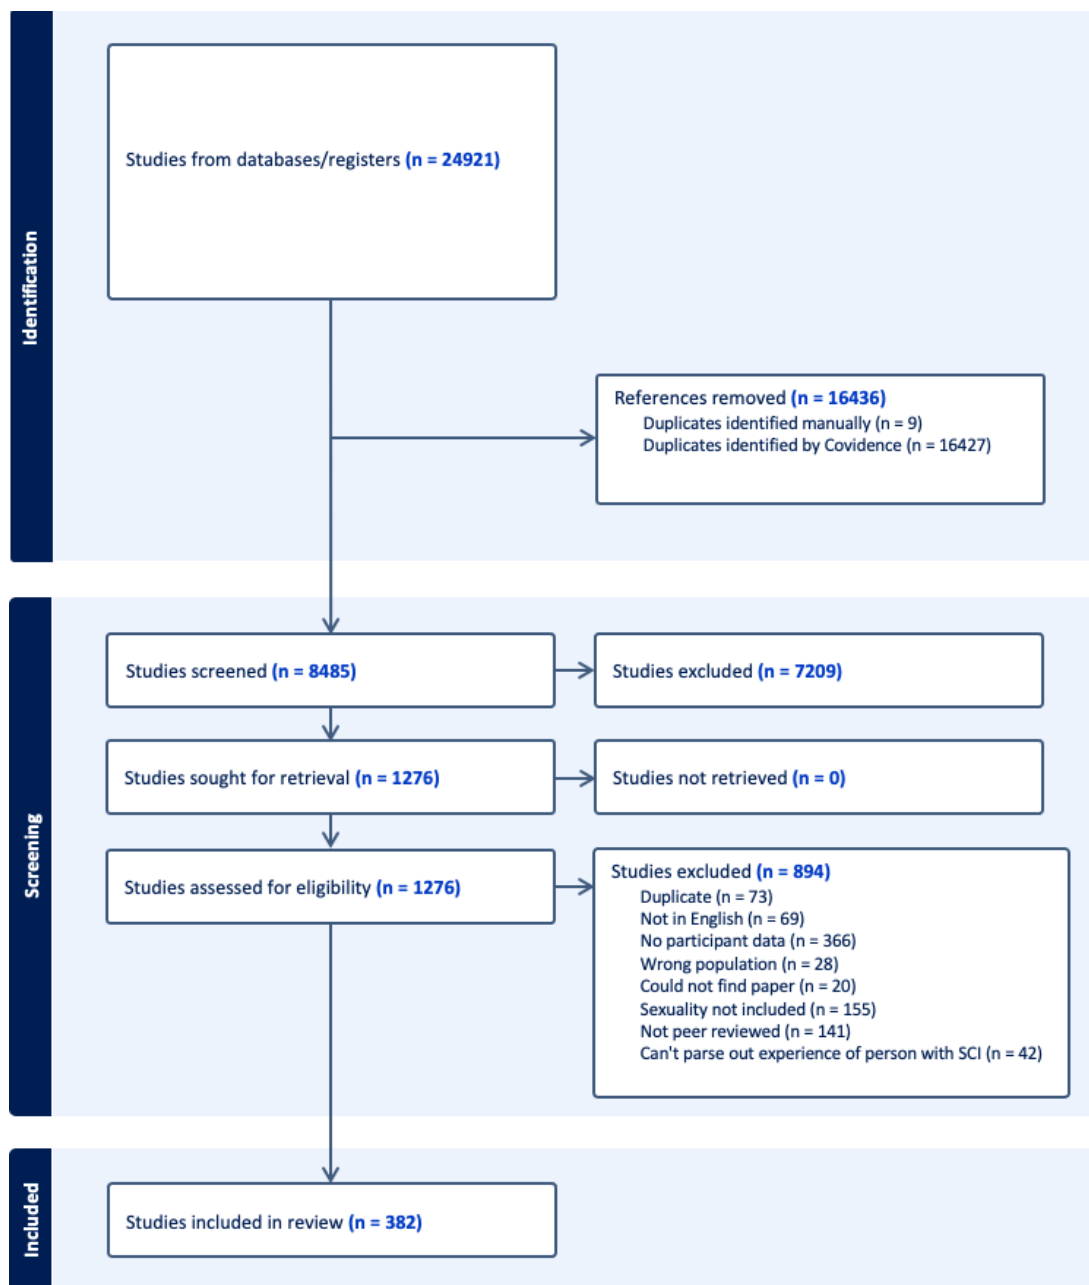 Identification
Studies from databases/registers (n = 24921)
References removed (n = 16436)
Duplicates identified manually (n = 9)
Duplicates identified by Covidence (n = 16427)
Screening
Studies screened (n = 8485)
Studies excluded (n = 7209)
Studies sought for retrieval (n = 1276)
Studies not retrieved (n = 0)
Studies assessed for eligibility (n = 1276)
Studies excluded (n = 894)
Duplicate (n = 73)
Not in English (n = 69)
No participant data (n = 366)
Wrong population (n = 28)
Could not find paper (n = 20)
Sexuality not included (n = 155)
Not peer reviewed (n = 141)
Can't parse out experience of person with SCI (n = 42)
Included
Studies included in review (n = 382)